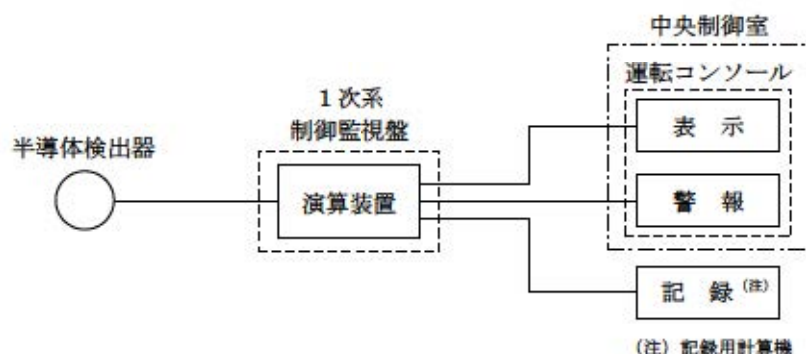 中央制御室
運転コンソール
1次系
制御監視盤
半導体検出器
演算装置
表 示
警 報
記 録 (注)
(注) 記録用計算機